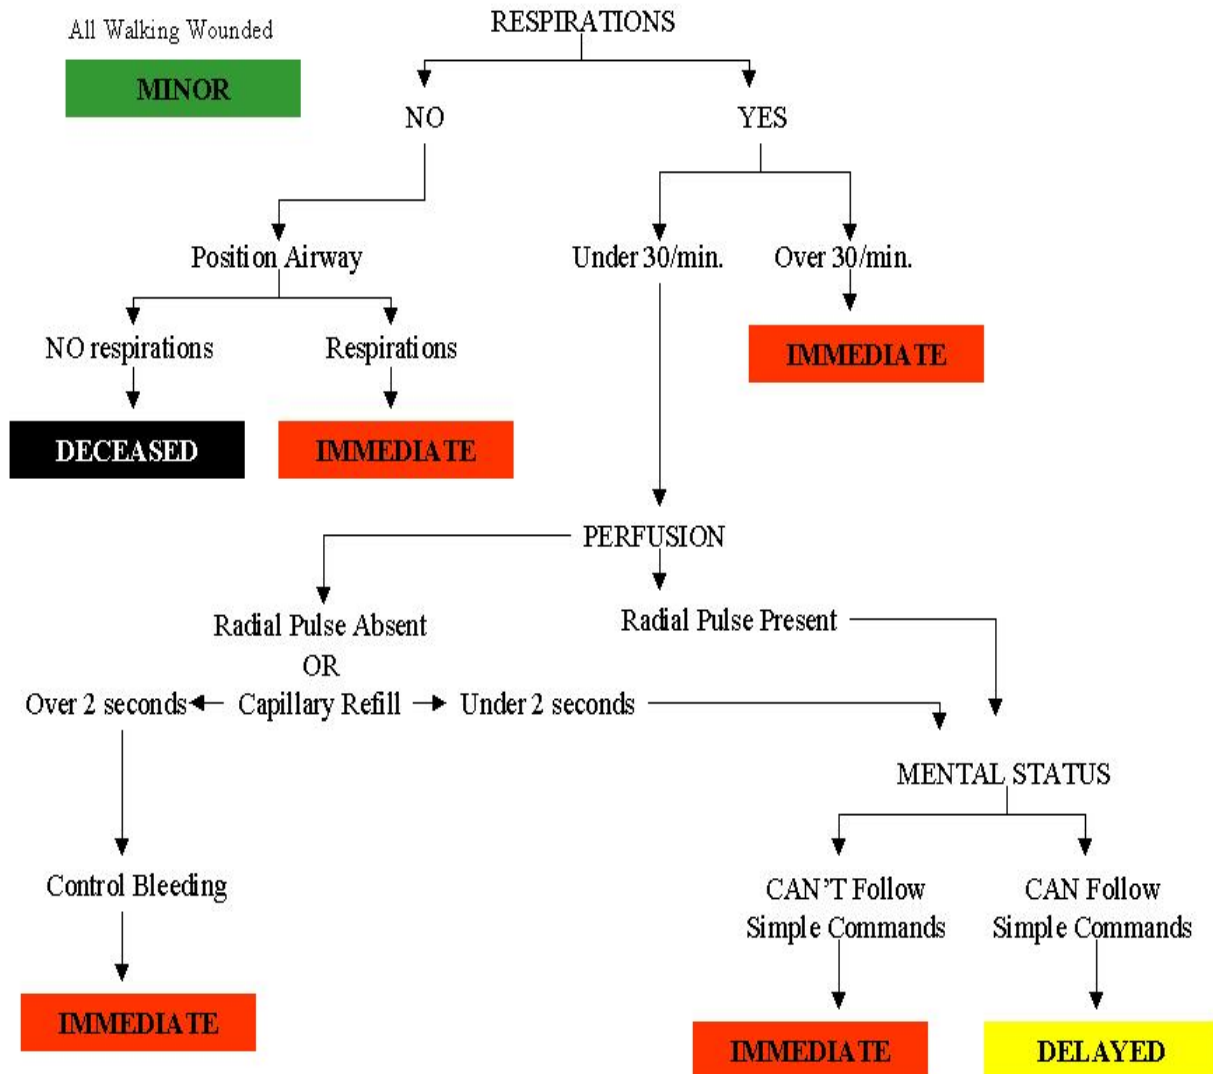 All Walking Wounded
MINOR
RESPIRATIONS
NO
YES
Position Airway
Under 30/min.
Over 30/min.
NO respirations
Respirations
IMMEDIATE
DECEASED
IMMEDIATE
PERFUSION
Radial Pulse Absent
Radial Pulse Present
OR
Over 2 seconds
Capillary Refill
Under 2 seconds
MENTAL STATUS
Control Bleeding
CAN'T Follow
Simple Commands
CAN Follow
Simple Commands
IMMEDIATE
IMMEDIATE
DELAYED